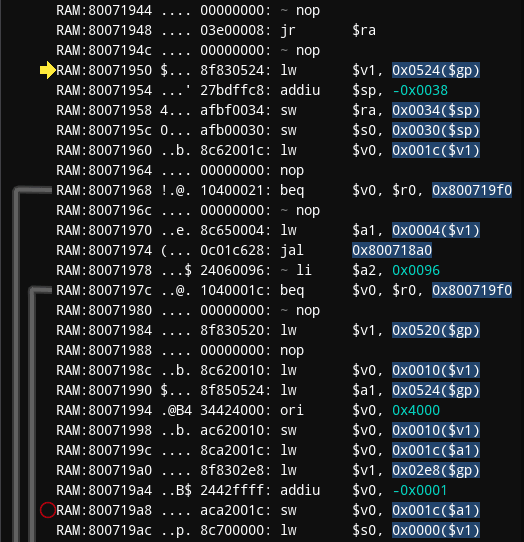 RAM:80071944 .... 00000000: ~ nop
RAM:80071948 .... 03e00008: jr $ra
RAM:8007194c .... 00000000: ~ nop
RAM:80071950 $... 8f830524: lw $v1, 0x0524($gp)
RAM:80071954 ...' 27bdffc8: addiu $sp, -0x0038
RAM:80071958 4... afbf0034: sw $ra, 0x0034($sp)
RAM:8007195c 0... afb00030: sw $s0, 0x0030($sp)
RAM:80071960 ..b. 8c62001c: lw $v0, 0x001c($v1)
RAM:80071964 .... 00000000: nop
RAM:80071968 !.@. 10400021: beq $v0, $r0, 0x800719f0
RAM:8007196c .... 00000000: ~ nop
RAM:80071970 ..e. 8c650004: lw $a1, 0x0004($v1)
RAM:80071974 (... 0c01c628: jal 0x800718a0
RAM:80071978 ...$ 24060096: ~ li $a2, 0x0096
RAM:8007197c ..@. 1040001c: beq $v0, $r0, 0x800719f0
RAM:80071980 .... 00000000: ~ nop
RAM:80071984 .... 8f830520: lw $v1, 0x0520($gp)
RAM:80071988 .... 00000000: nop
RAM:8007198c ..b. 8c620010: lw $v0, 0x0010($v1)
RAM:80071990 $... 8f850524: lw $a1, 0x0524($gp)
RAM:80071994 .@B4 34424000: ori $v0, 0x4000
RAM:80071998 ..b. ac620010: sw $v0, 0x0010($v1)
RAM:8007199c .... 8ca2001c: lw $v0, 0x001c($a1)
RAM:800719a0 .... 8f8302e8: lw $v1, 0x02e8($gp)
RAM:800719a4 ..B$ 2442ffff: addiu $v0, -0x0001
RAM:800719a8 .... aca2001c: sw $v0, 0x001c($a1)
RAM:800719ac ..p. 8c700000: lw $s0, 0x0000($v1)